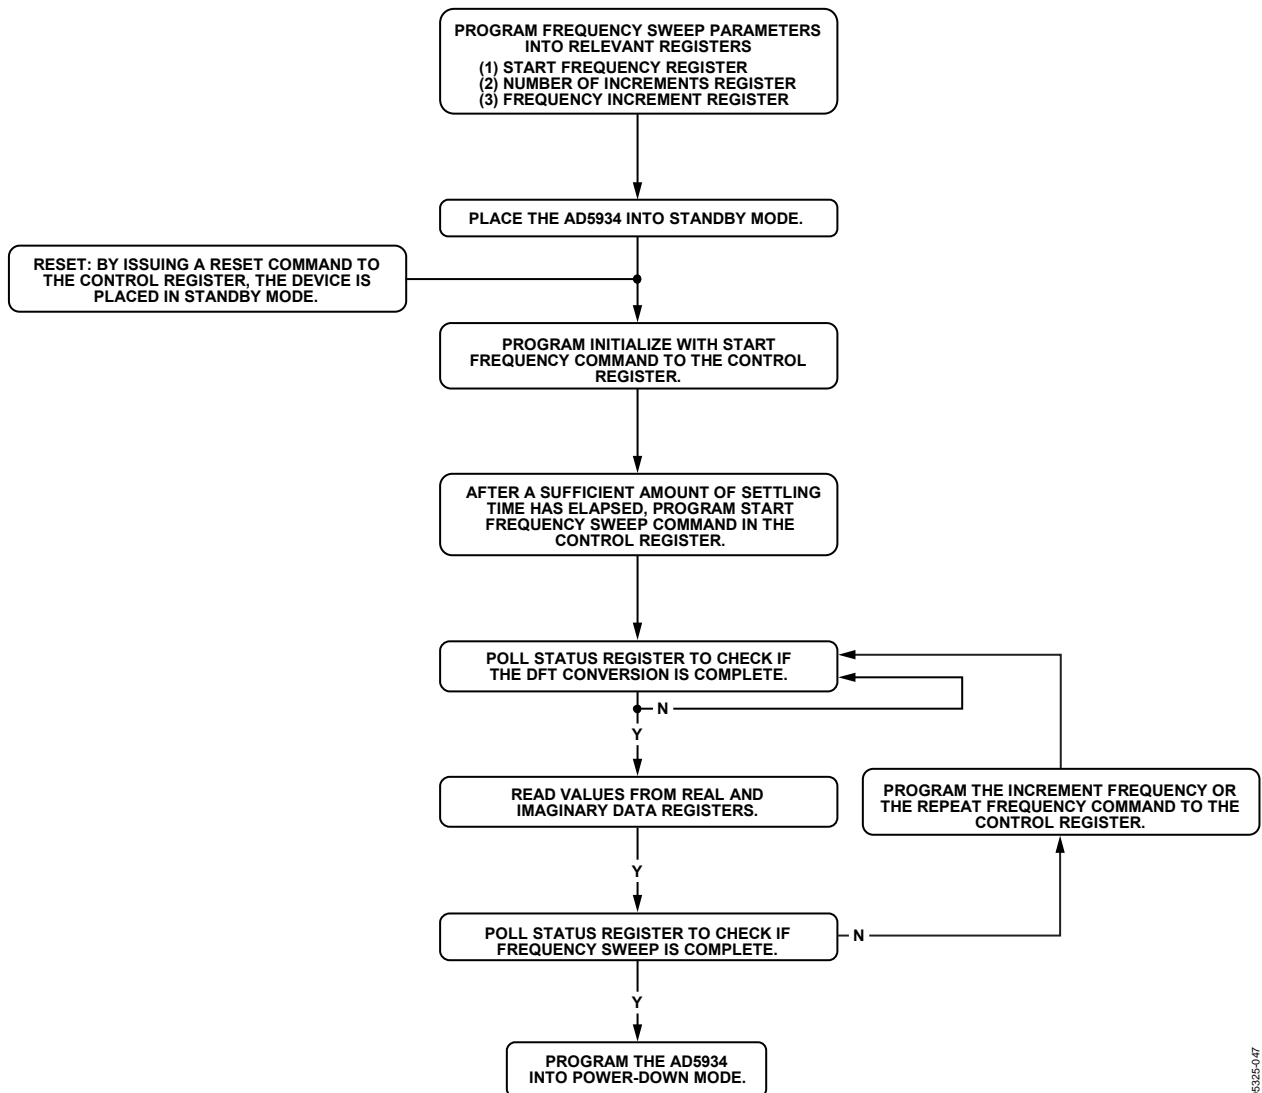 PROGRAM FREQUENCY SWEEP PARAMETERS
INTO RELEVANT REGISTERS
(1) START FREQUENCY REGISTER
(2) NUMBER OF INCREMENTS REGISTER
(3) FREQUENCY INCREMENT REGISTER
PLACE THE AD5934 INTO STANDBY MODE.
RESET: BY ISSUING A RESET COMMAND TO
THE CONTROL REGISTER, THE DEVICE IS
PLACED IN STANDBY MODE.
PROGRAM INITIALIZE WITH START
FREQUENCY COMMAND TO THE CONTROL
REGISTER.
AFTER A SUFFICIENT AMOUNT OF SETTLING
TIME HAS ELAPSED, PROGRAM START
FREQUENCY SWEEP COMMAND IN THE
CONTROL REGISTER.
POLL STATUS REGISTER TO CHECK IF
THE DFT CONVERSION IS COMPLETE.
N
Y
READ VALUES FROM REAL AND
IMAGINARY DATA REGISTERS.
PROGRAM THE INCREMENT FREQUENCY OR
THE REPEAT FREQUENCY COMMAND TO THE
CONTROL REGISTER.
Y
POLL STATUS REGISTER TO CHECK IF
FREQUENCY SWEEP IS COMPLETE.
N
Y
PROGRAM THE AD5934
INTO POWER-DOWN MODE.
05325-047